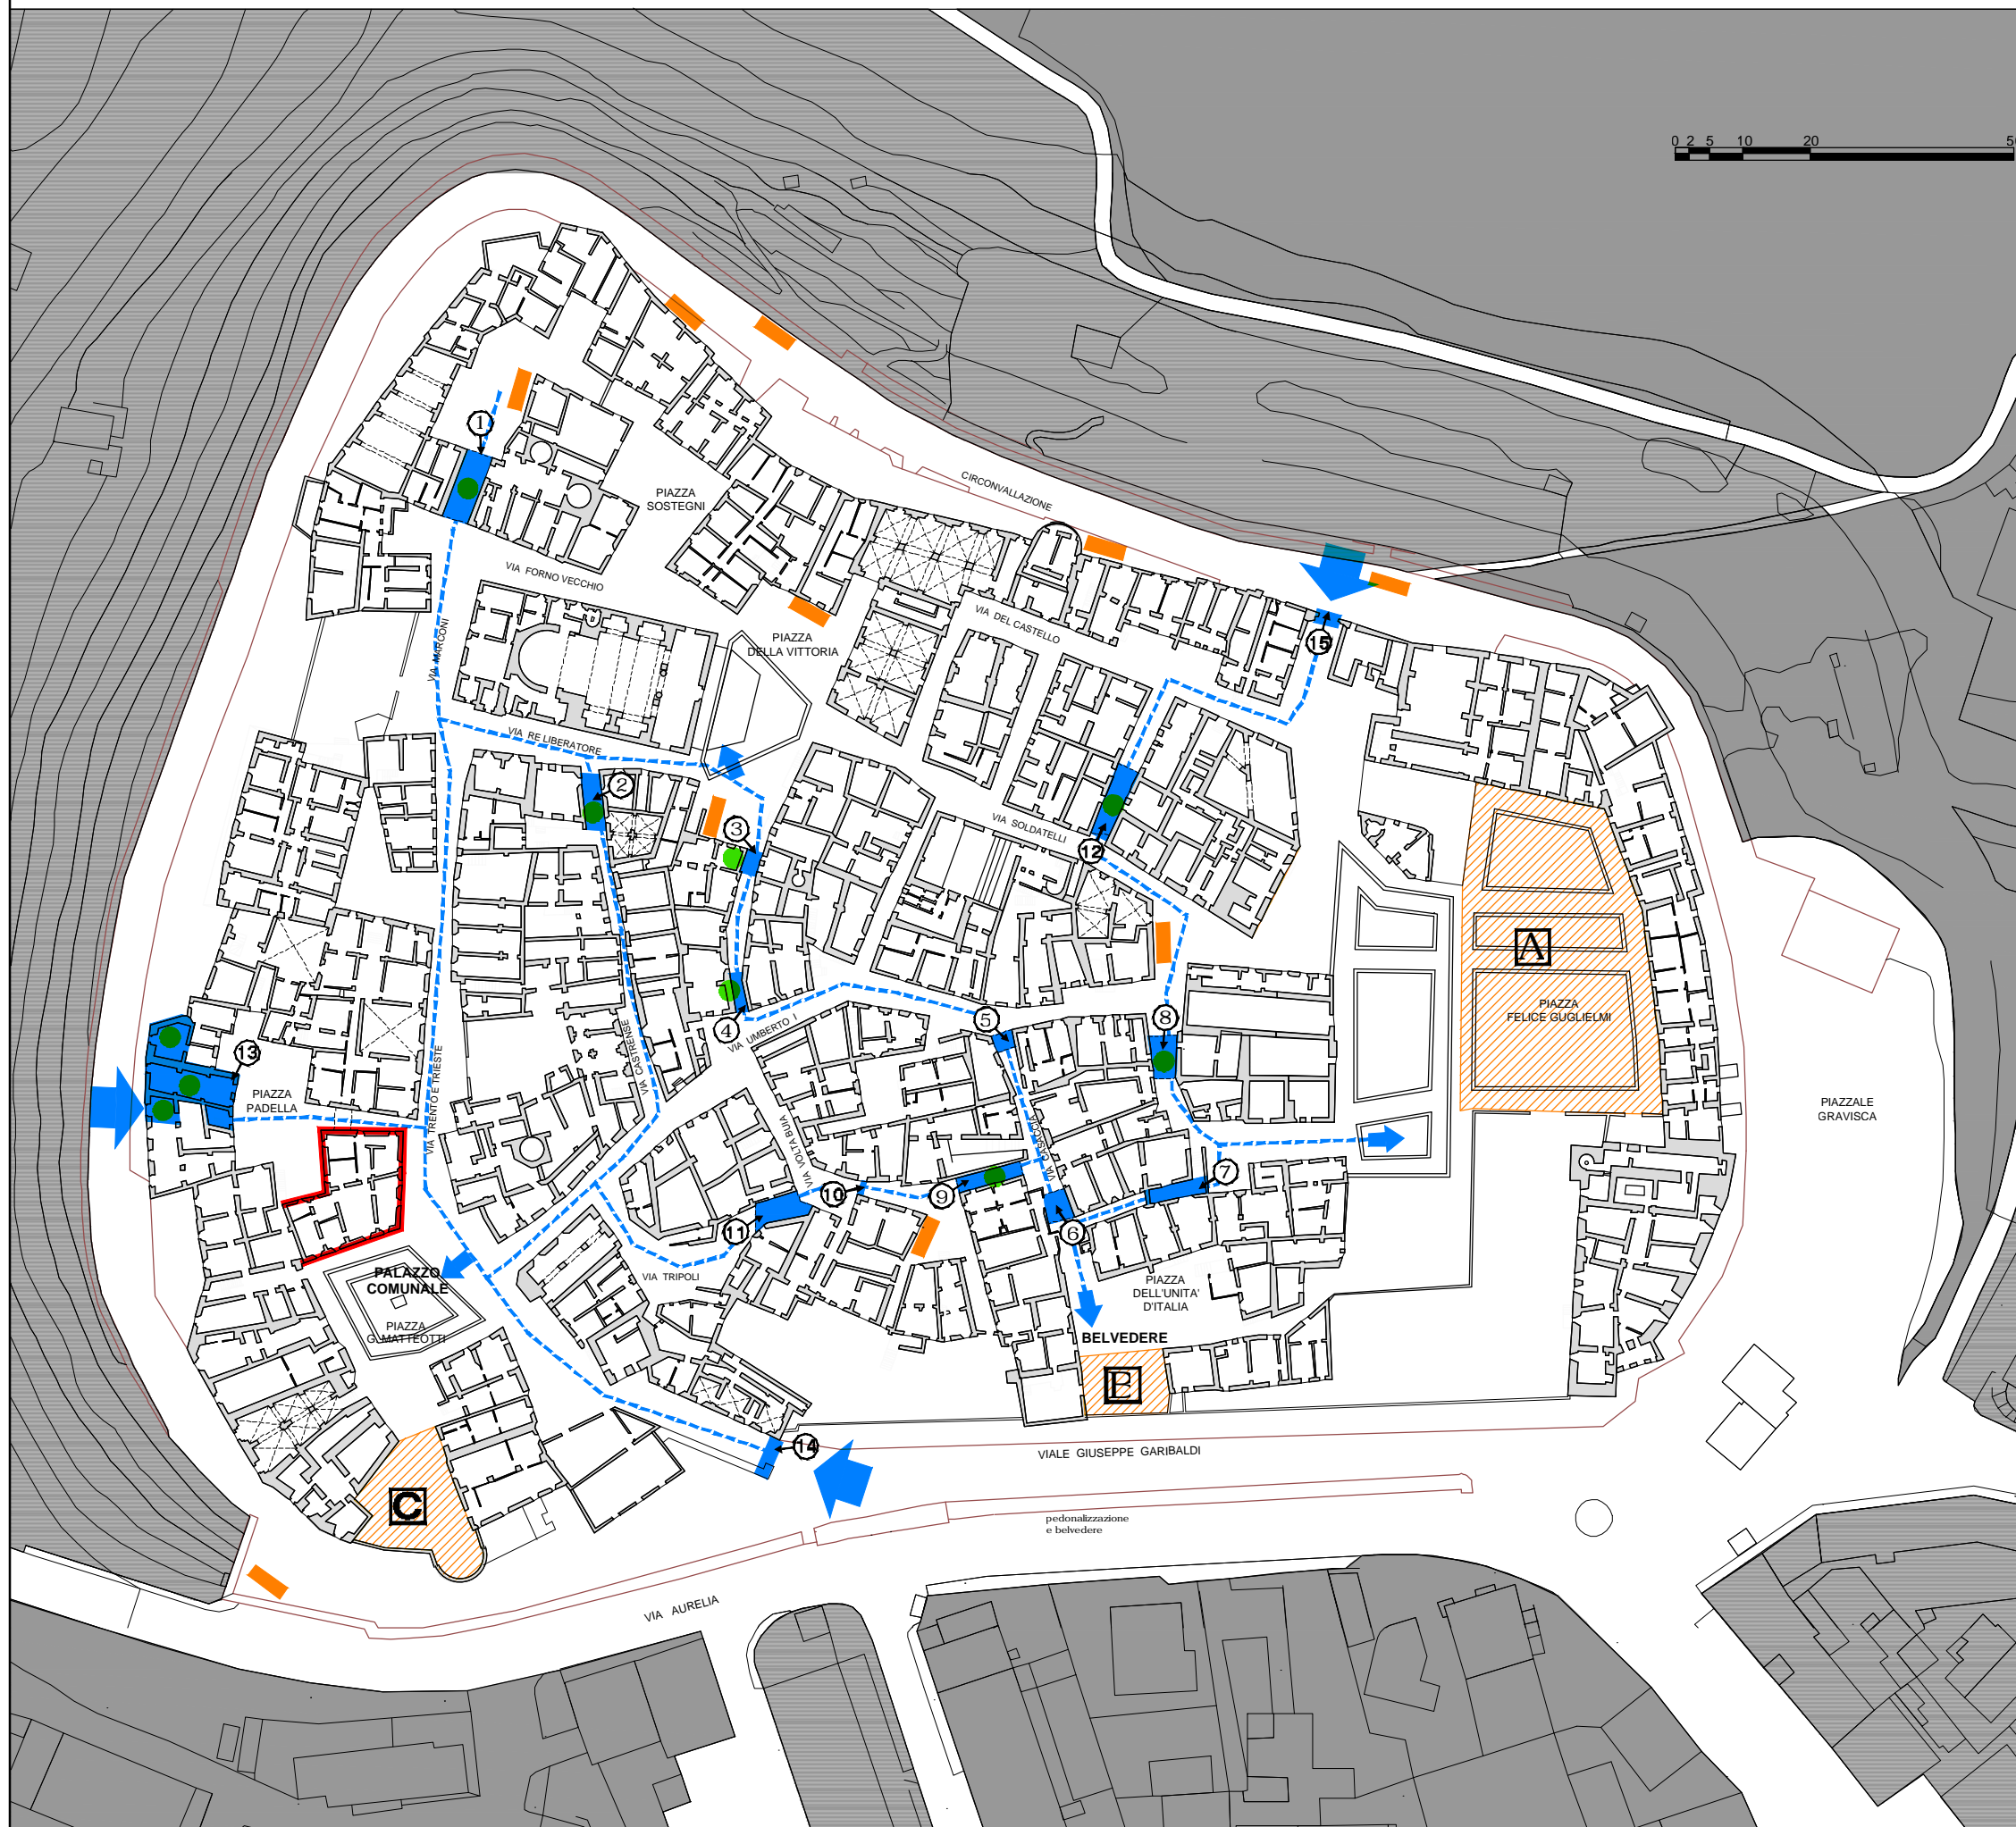 0 2 5 10 20
1
CIRCONVALLAZIONE
PIAZZA
SOSTEGNI
VIA FORNO VECCHIO
VIA DEL CASTELLO
PIAZZA
DELLA VITTORIA
15
VIA MARCONI
VIA RE LIBERATORE
2
3
VIA SOLDATELLI
12
A
PIAZZA
FELICE GUGLIELMI
4
VIA UMBERTO I
5
8
13
VIA CASTRENSE
VIA TRENTO E TRIESTE
PIAZZA
PADELLA
PIAZZALE
GRAVISCA
VIA VOLTA BUIA
VIA CASACCIA
10
9
7
11
6
PALAZZO
COMUNALE
VIA TRIPOLI
PIAZZA
DELL'UNITA'
D'ITALIA
PIAZZA
G.MATTEOTTI
BELVEDERE
E
14
VIALE GIUSEPPE GARIBALDI
C
pedonalizzazione
e belvedere
VIA AURELIA